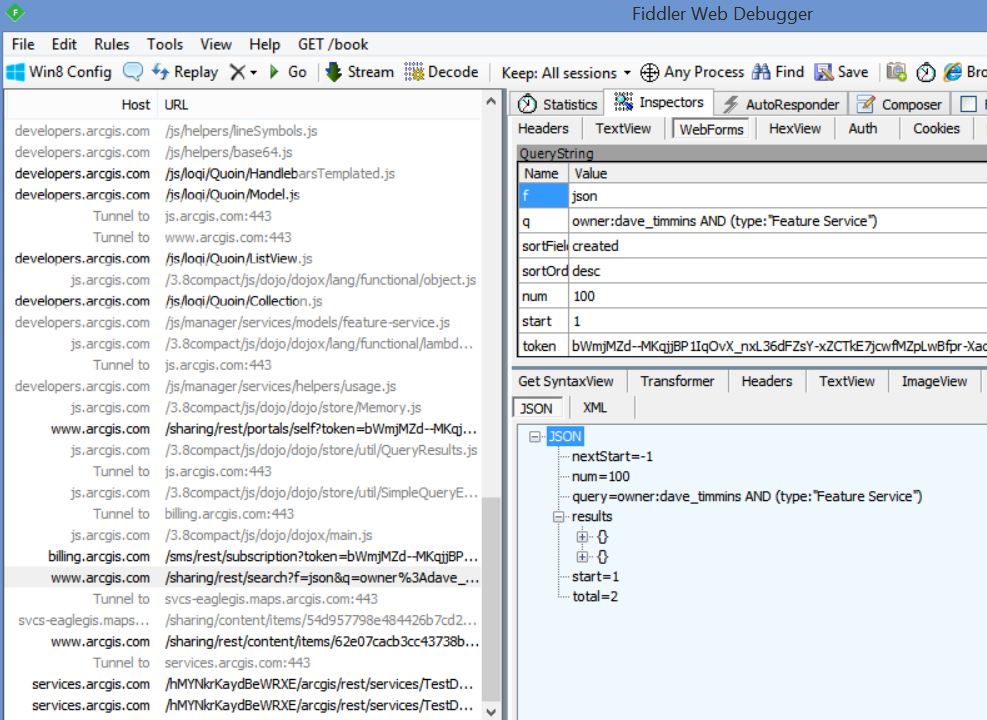 Fiddler Web Debugger
File Edit Rules Tools View Help GET /book
Win8 Config Replay Go Stream Decode Keep: All sessions Any Process Find Save Bro
Host URL
developers.arcgis.com /js/helpers/lineSymbols.js
developers.arcgis.com /js/helpers/base64.js
developers.arcgis.com /js/loqi/Quoin/HandlebarsTemplated.js
developers.arcgis.com /js/loqi/Quoin/Model.js
Tunnel to js.arcgis.com:443
Tunnel to www.arcgis.com:443
developers.arcgis.com /js/loqi/Quoin/ListView.js
js.arcgis.com /3.8compact/js/dojo/dojox/lang/functional/object.js
developers.arcgis.com /js/loqi/Quoin/Collection.js
developers.arcgis.com /js/manager/services/models/feature-service.js
js.arcgis.com /3.8compact/js/dojo/dojox/lang/functional/lambd...
Tunnel to js.arcgis.com:443
developers.arcgis.com /js/manager/services/helpers/usage.js
js.arcgis.com /3.8compact/js/dojo/dojo/store/Memory.js
www.arcgis.com /sharing/rest/portals/self?token=bWmjMZd--MKqj...
js.arcgis.com /3.8compact/js/dojo/dojo/store/util/QueryResults.js
Tunnel to js.arcgis.com:443
js.arcgis.com /3.8compact/js/dojo/dojo/store/util/SimpleQueryE...
Tunnel to billing.arcgis.com:443
js.arcgis.com /3.8compact/js/dojo/dojox/main.js
billing.arcgis.com /sms/rest/subscription?token=bWmjMZd--MKqjjBP...
www.arcgis.com /sharing/rest/search?f=json&q=owner%3Adave_...
Tunnel to svcs-eaglegis.maps.arcgis.com:443
svcs-eaglegis.maps... /sharing/content/items/54d957798e484426b7cd2...
www.arcgis.com /sharing/rest/content/items/62e07cacb3cc43738b...
Tunnel to services.arcgis.com:443
services.arcgis.com /hMYNkrKaydBeWRXE/arcgis/rest/services/TestD...
services.arcgis.com /hMYNkrKaydBeWRXE/arcgis/rest/services/TestD...
Statistics Inspectors AutoResponder Composer
Headers TextView WebForms HexView Auth Cookies
QueryString
Name Value
f json
q owner:dave_timmins AND (type:"Feature Service")
sortField created
sortOrd desc
num 100
start 1
token bWmjMZd--MKqjjBP1IqOvX_nxL36dFZsY-xZCTkE7jcwfMZpLwBfpr-Xac
Get SyntaxView Transformer Headers TextView ImageView
JSON XML
JSON
nextStart=-1
num=100
query=owner:dave_timmins AND (type:"Feature Service")
results
{}
{}
start=1
total=2